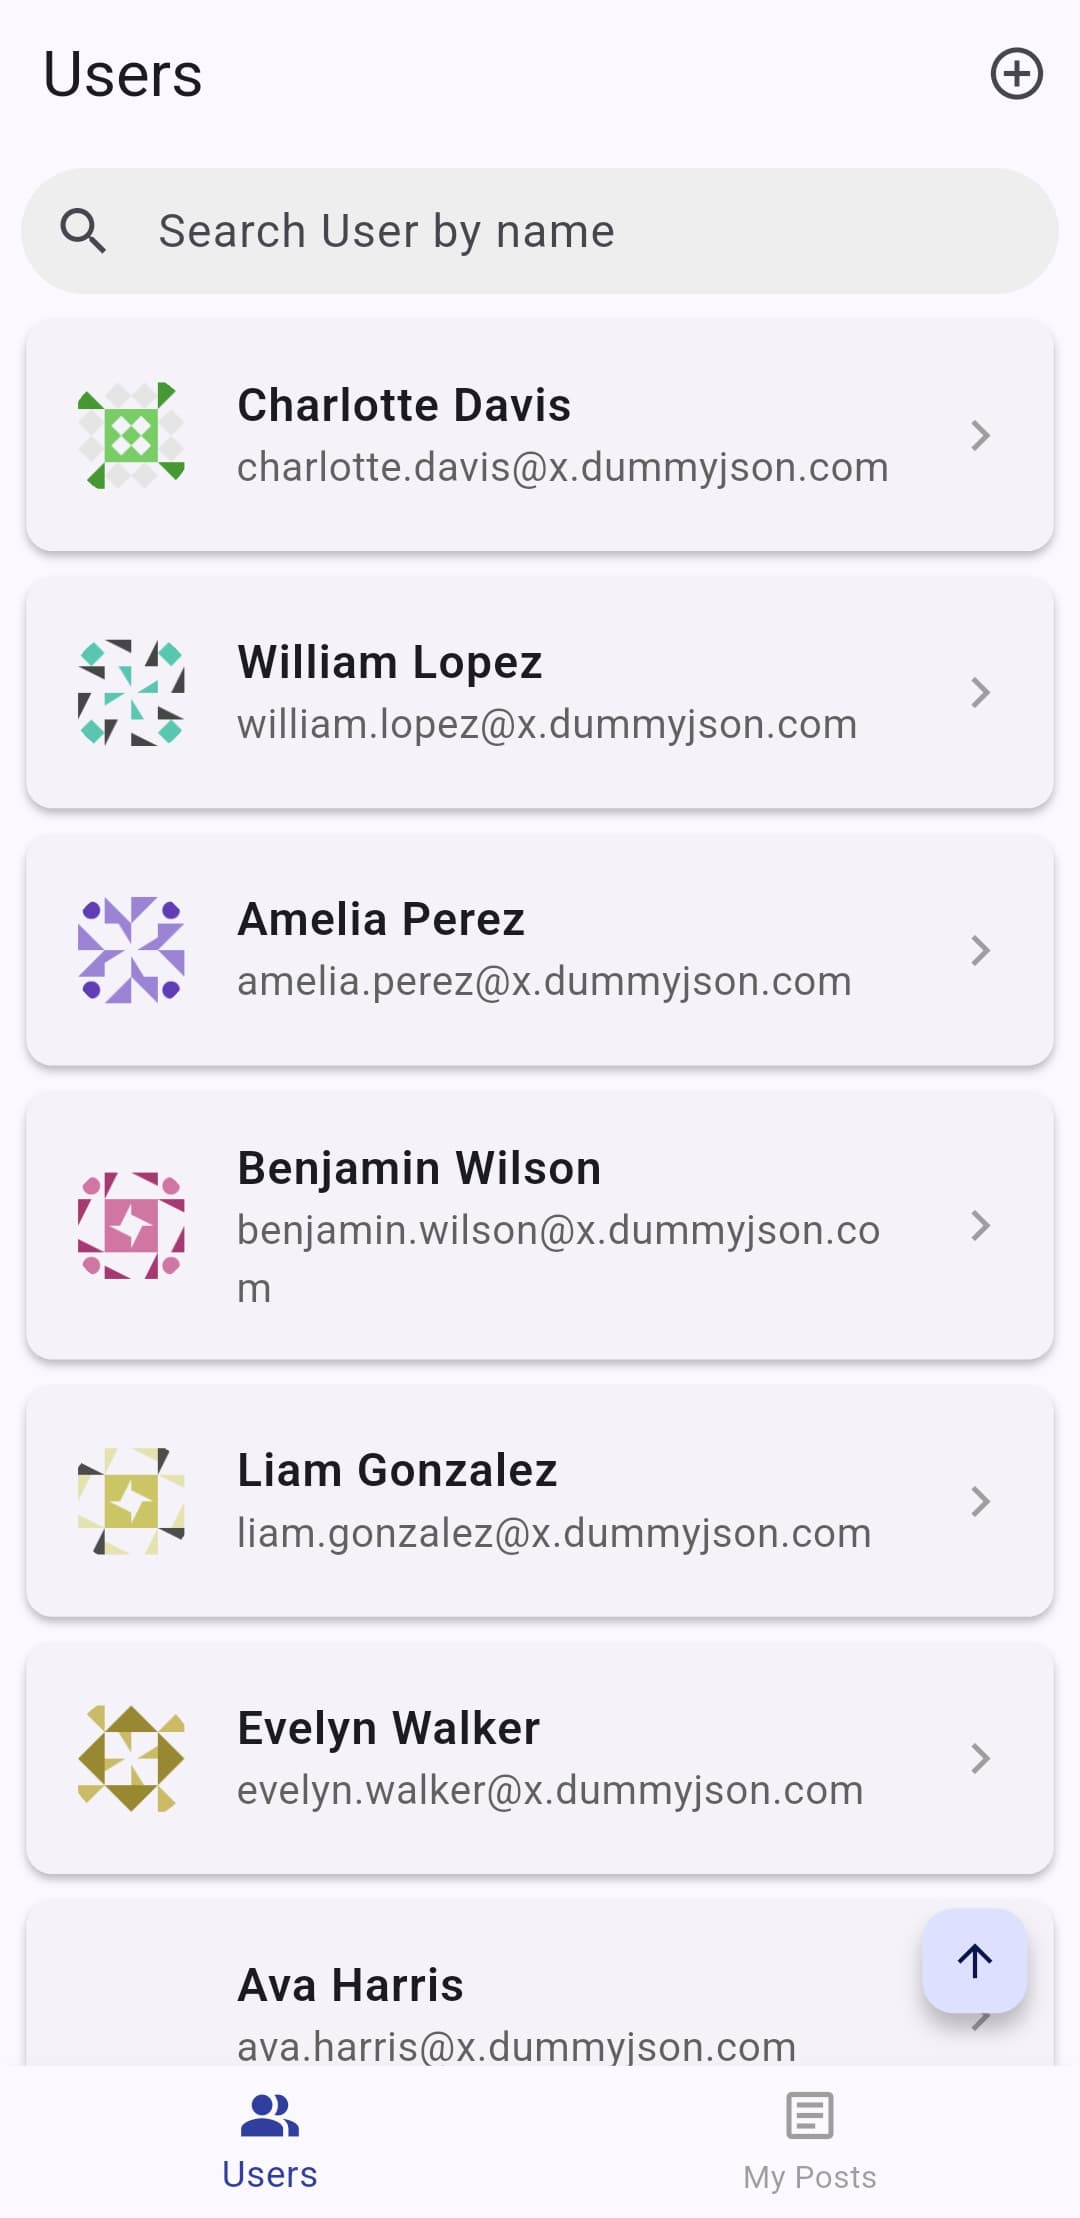 Users
Search User by name
Charlotte Davis
charlotte.davis@x.dummyjson.com
William Lopez
william.lopez@x.dummyjson.com
Amelia Perez
amelia.perez@x.dummyjson.com
Benjamin Wilson
benjamin.wilson@x.dummyjson.co
m
Liam Gonzalez
liam.gonzalez@x.dummyjson.com
Evelyn Walker
evelyn.walker@x.dummyjson.com
Ava Harris
ava.harris@x.dummyjson.com
Users
My Posts